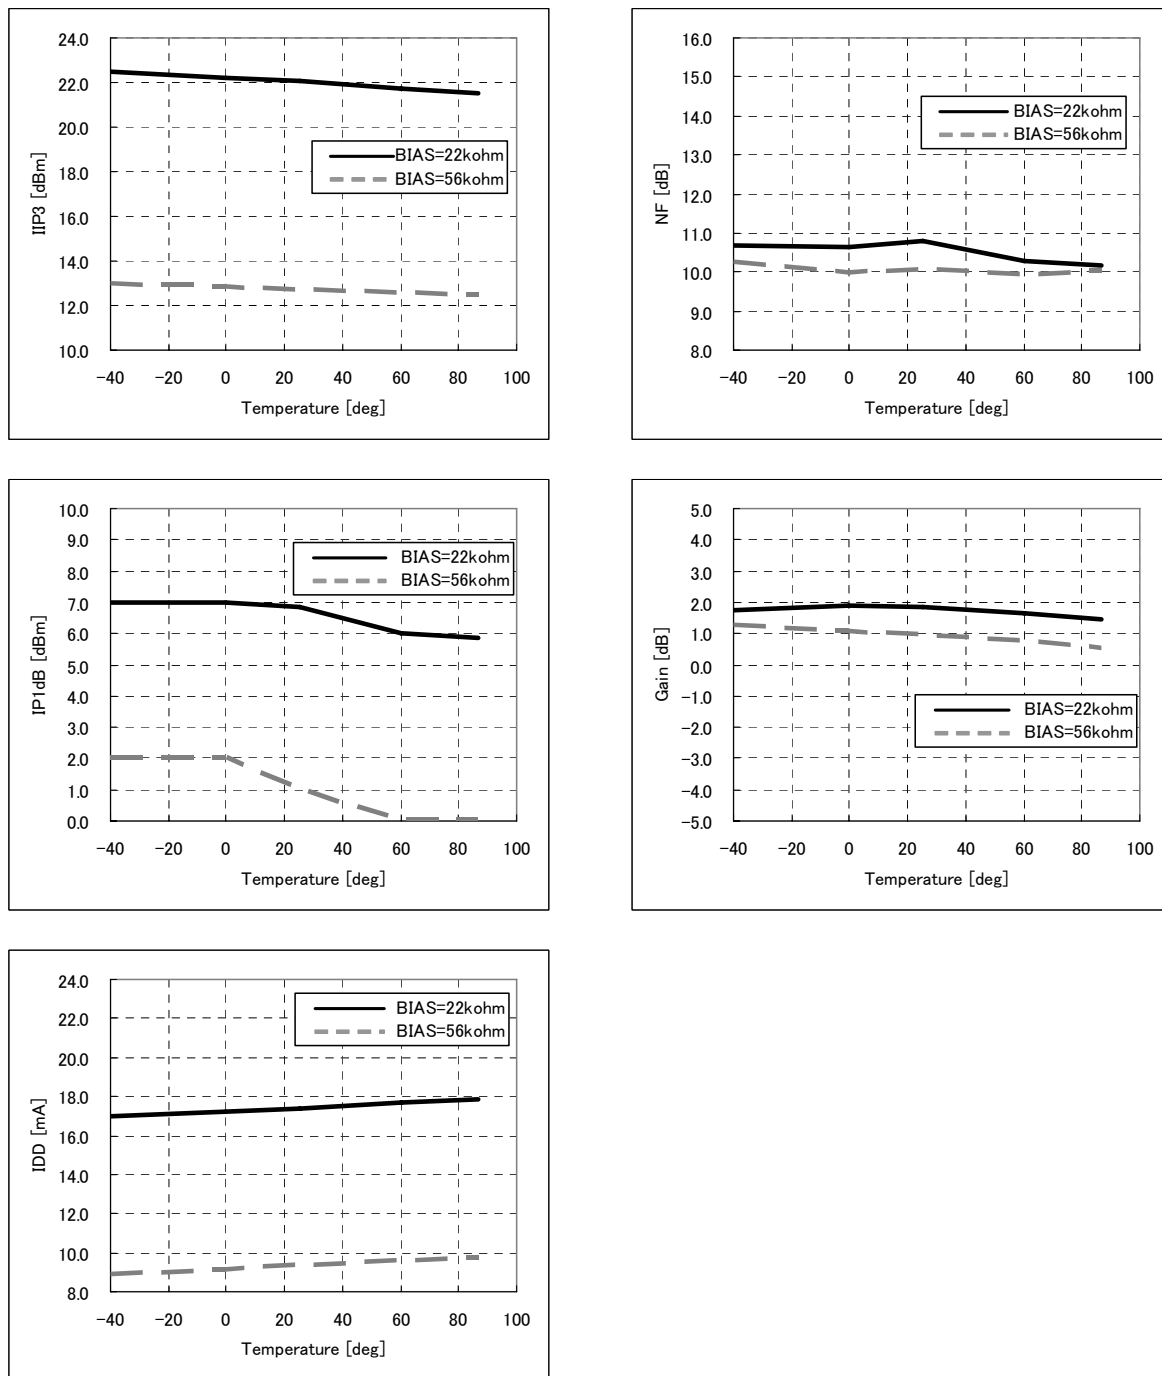 24.0
22.0
20.0
18.0
16.0
14.0
12.0
10.0
IIP3 [dBm]
BIAS=22kohm
BIAS=56kohm
-40 -20 0 20 40 60 80 100
Temperature [deg]
16.0
15.0
14.0
13.0
12.0
11.0
10.0
9.0
8.0
NF [dB]
BIAS=22kohm
BIAS=56kohm
-40 -20 0 20 40 60 80 100
Temperature [deg]
10.0
9.0
8.0
7.0
6.0
5.0
4.0
3.0
2.0
1.0
0.0
IP1dB [dBm]
BIAS=22kohm
BIAS=56kohm
-40 -20 0 20 40 60 80 100
Temperature [deg]
5.0
4.0
3.0
2.0
1.0
0.0
-1.0
-2.0
-3.0
-4.0
-5.0
Gain [dB]
BIAS=22kohm
BIAS=56kohm
-40 -20 0 20 40 60 80 100
Temperature [deg]
24.0
22.0
20.0
18.0
16.0
14.0
12.0
10.0
8.0
IDD [mA]
BIAS=22kohm
BIAS=56kohm
-40 -20 0 20 40 60 80 100
Temperature [deg]